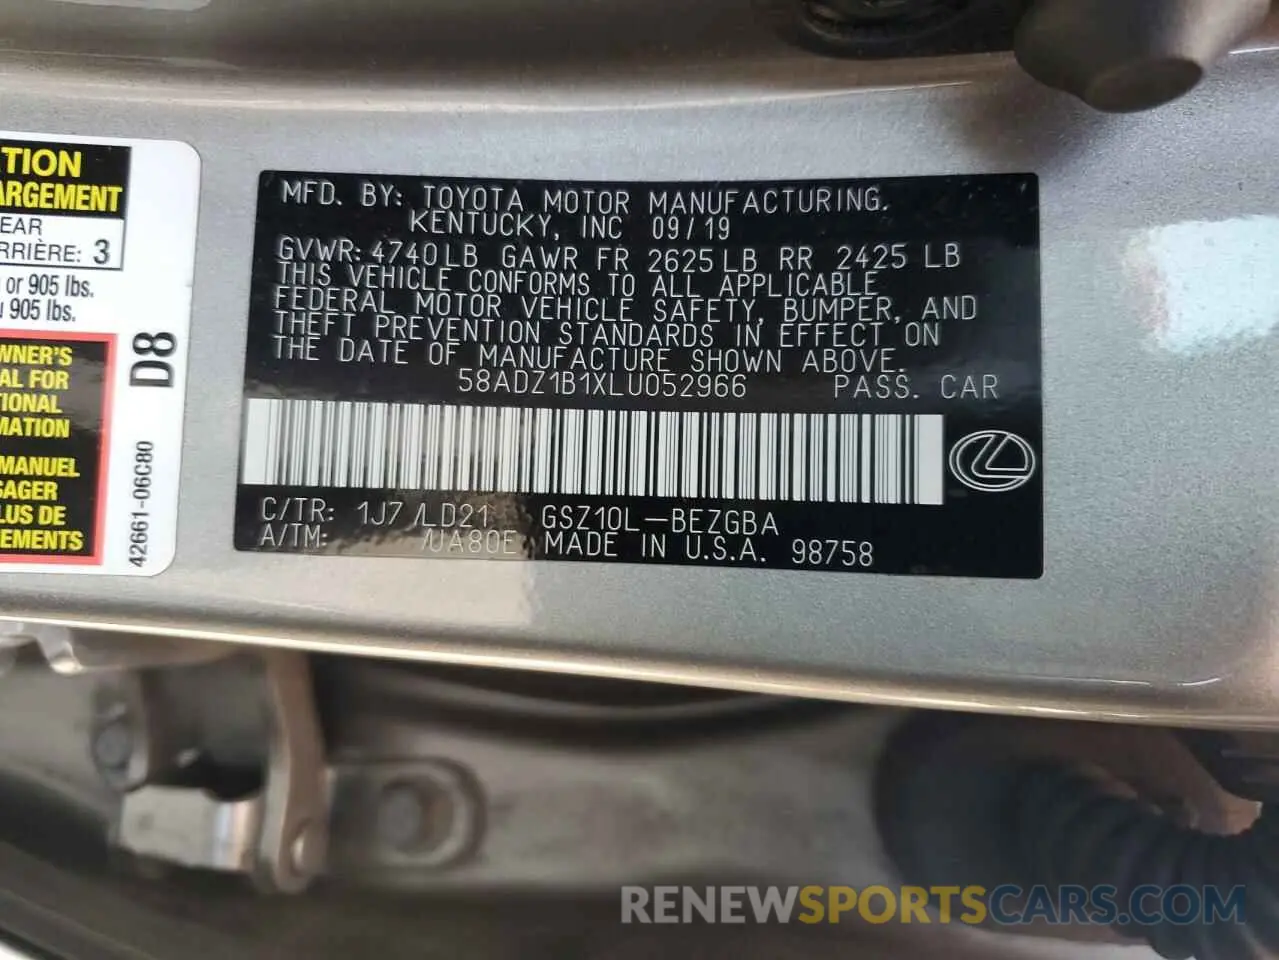 TION
ARGEMENT
EAR
RRIÈRE: 3
or 905 lbs.
905 lbs.
WNER'S
AL FOR
TIONAL
MATION
MANUEL
SAGER
LUS DE
EMENTS
D8
42661-06C80
MFD. BY: TOYOTA MOTOR MANUFACTURING.
KENTUCKY, INC 09/19
GVWR: 4740LB GAWR FR 2625LB RR 2425 LB
THIS VEHICLE CONFORMS TO ALL APPLICABLE
FEDERAL MOTOR VEHICLE SAFETY, BUMPER, AND
THEFT PREVENTION STANDARDS IN EFFECT ON
THE DATE OF MANUFACTURE SHOWN ABOVE.
58ADZ1B1XLU052966 PASS. CAR
C/TR: 1J7 /LD21 GSZ10L-BEZGBA
A/TM: /UA80E MADE IN U.S.A. 98758
RENEWSPORTSCARS.COM